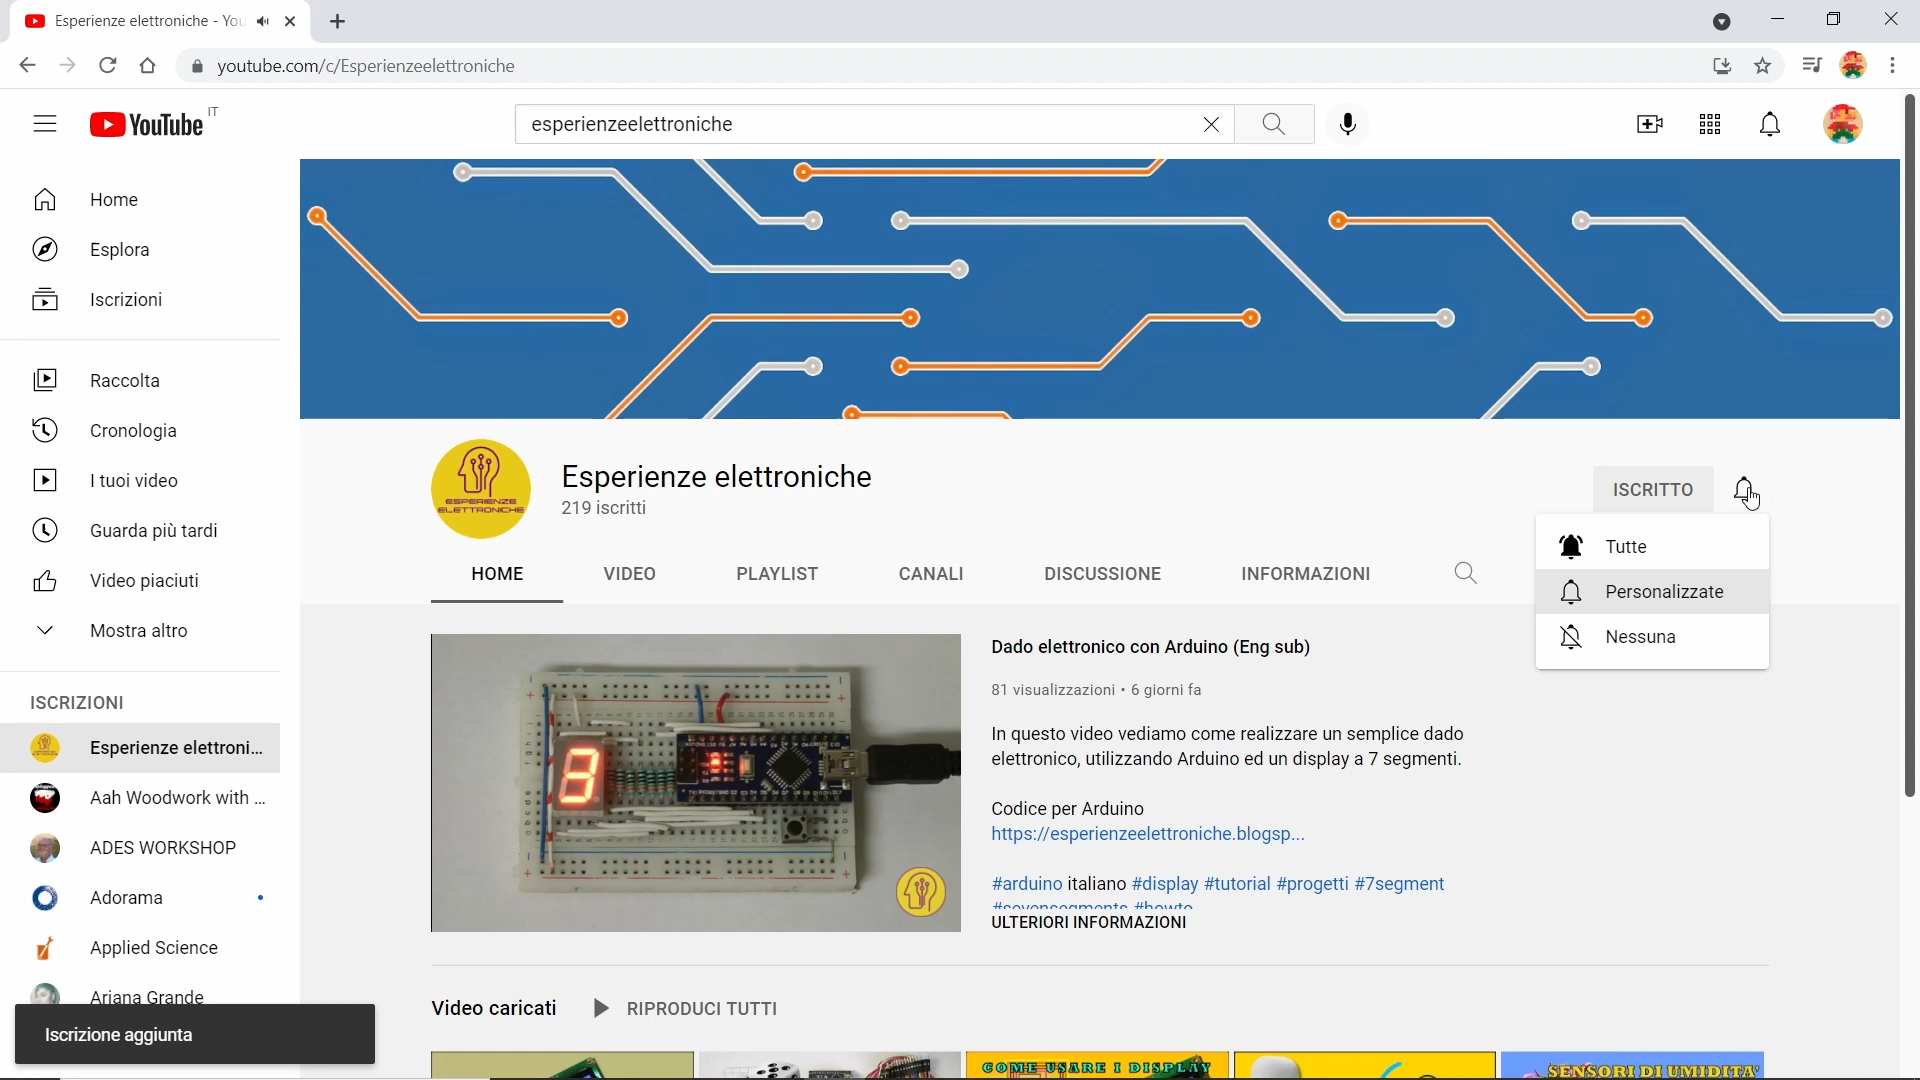 Esperienze elettroniche - You
youtube.com/c/Esperienzeelettroniche
YouTube IT
esperienzeelettroniche
Home
Esplora
Iscrizioni
Raccolta
Cronologia
I tuoi video
Guarda più tardi
Video piaciuti
Mostra altro
ISCRIZIONI
Esperienze elettroni...
Aah Woodwork with ...
ADES WORKSHOP
Adorama
Applied Science
Ariana Grande
Iscrizione aggiunta
ESPERIENZE
ELETTRONICHE
Esperienze elettroniche
219 iscritti
ISCRITTO
Tutte
Personalizzate
Nessuna
HOME
VIDEO
PLAYLIST
CANALI
DISCUSSIONE
INFORMAZIONI
Dado elettronico con Arduino (Eng sub)
81 visualizzazioni • 6 giorni fa
In questo video vediamo come realizzare un semplice dado
elettronico, utilizzando Arduino ed un display a 7 segmenti.
Codice per Arduino
https://esperienzeelettroniche.blogsp...
#arduino italiano #display #tutorial #progetti #7segment
#sevensegments #howto
ULTERIORI INFORMAZIONI
Video caricati
RIPRODUCI TUTTI
COME USARE I DISPLAY
SENSORI DI UMIDITA'